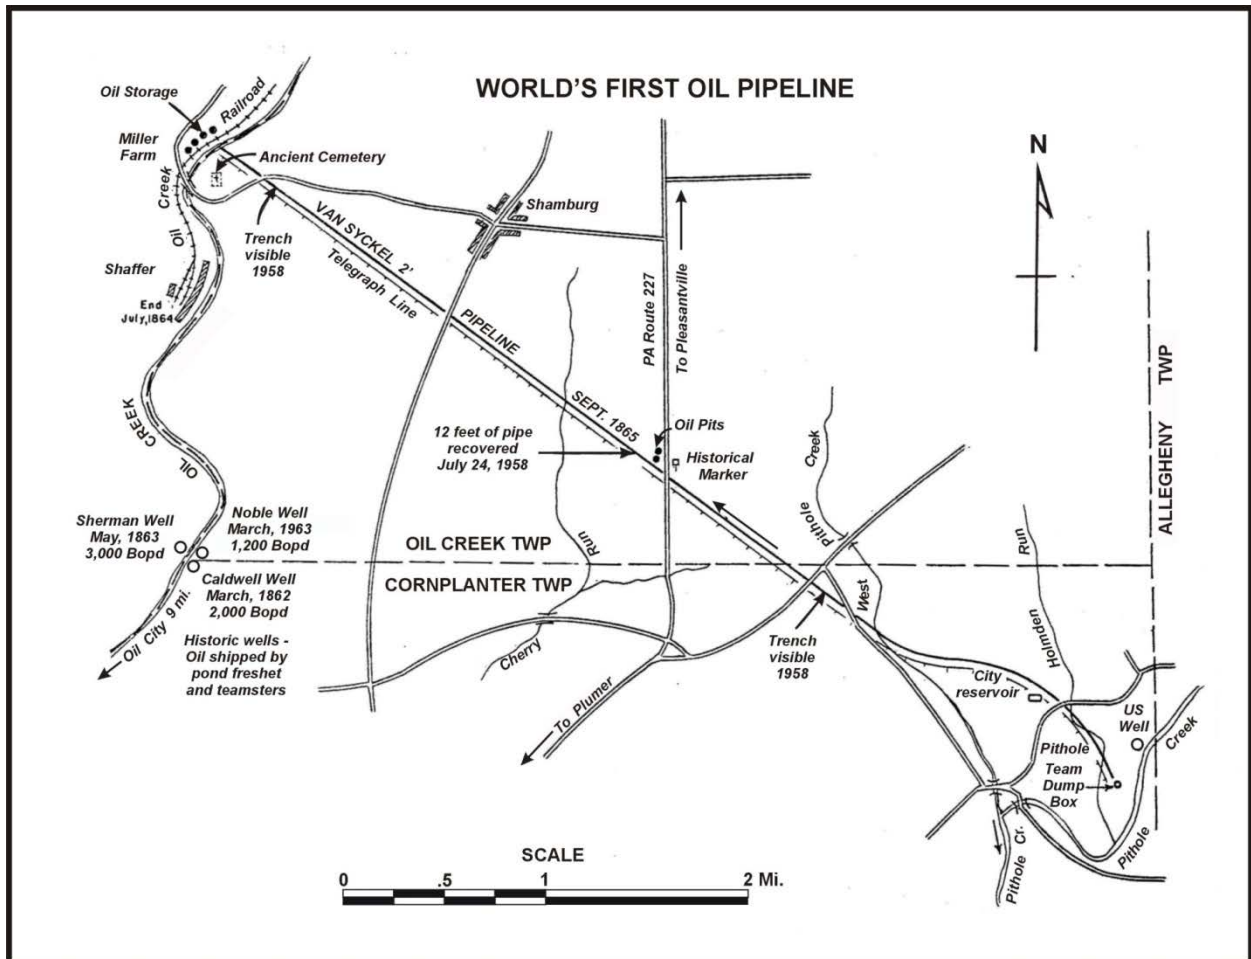 WORLD'S FIRST OIL PIPELINE
Oil Storage
Railroad
Miller
Farm
Ancient Cemetery
Creek
Oil
Shamburg
N
Trench
visible
1958
VAN SYCKEL 2'
PIPELINE
SEPT. 1865
Telegraph Line
Shaffer
End
July,1864
PA Route 227
To Pleasantville
ALLEGHENY TWP
OIL CREEK
12 feet of pipe
recovered
July 24, 1958
Oil Pits
Historical
Marker
Pithole Creek
West
Sherman Well
May, 1863
3,000 Bopd
Noble Well
March, 1963
1,200 Bopd
Caldwell Well
March, 1862
2,000 Bopd
OIL CREEK TWP
CORNPLANTER TWP
Cherry Run
Holmden Run
Oil City 9 mi.
Historic wells -
Oil shipped by
pond freshet
and teamsters
Trench
visible
1958
To Plumer
City
reservoir
US
Well
Pithole
Team
Dump
Box
Pithole Creek
Pithole Cr.
SCALE
0 .5 1 2 Mi.